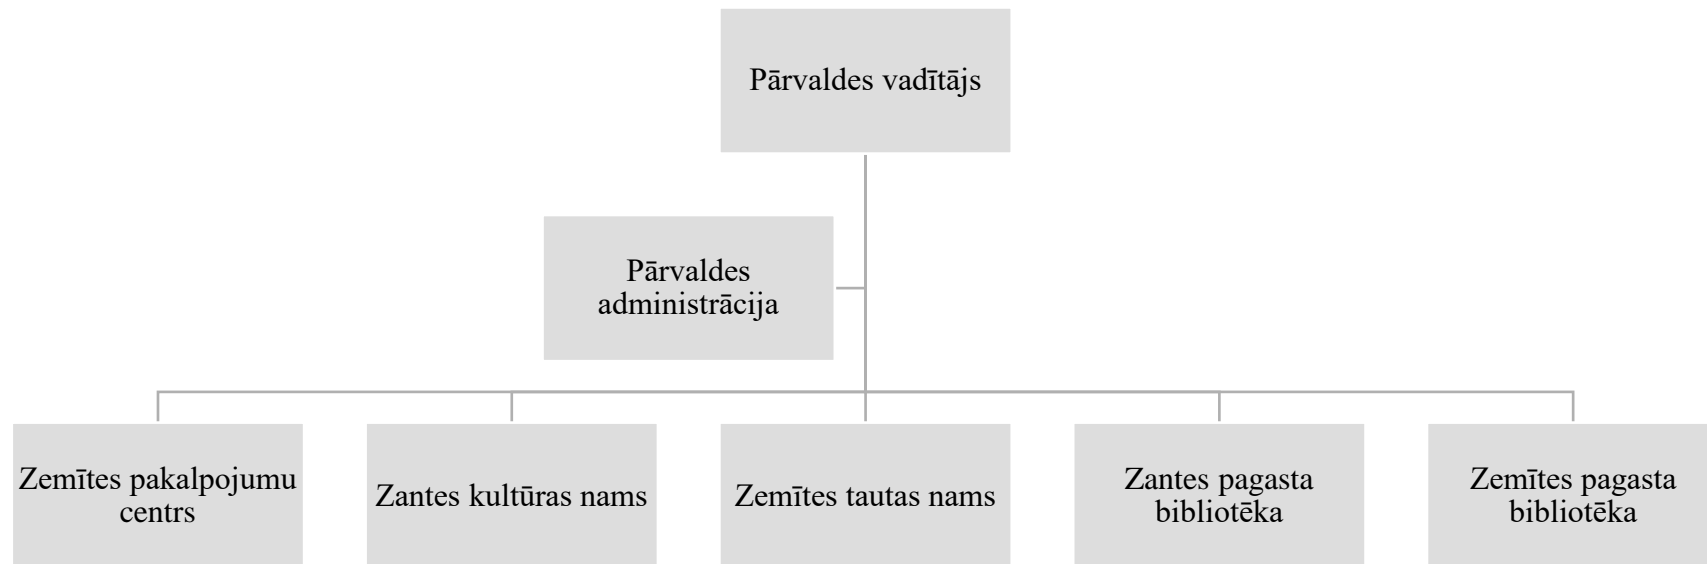 Pārvaldes vadītājs
Pārvaldes
administrācija
Zemītes pakalpojumu
centrs
Zantes kultūras nams
Zemītes tautas nams
Zantes pagasta
bibliotēka
Zemītes pagasta
bibliotēka